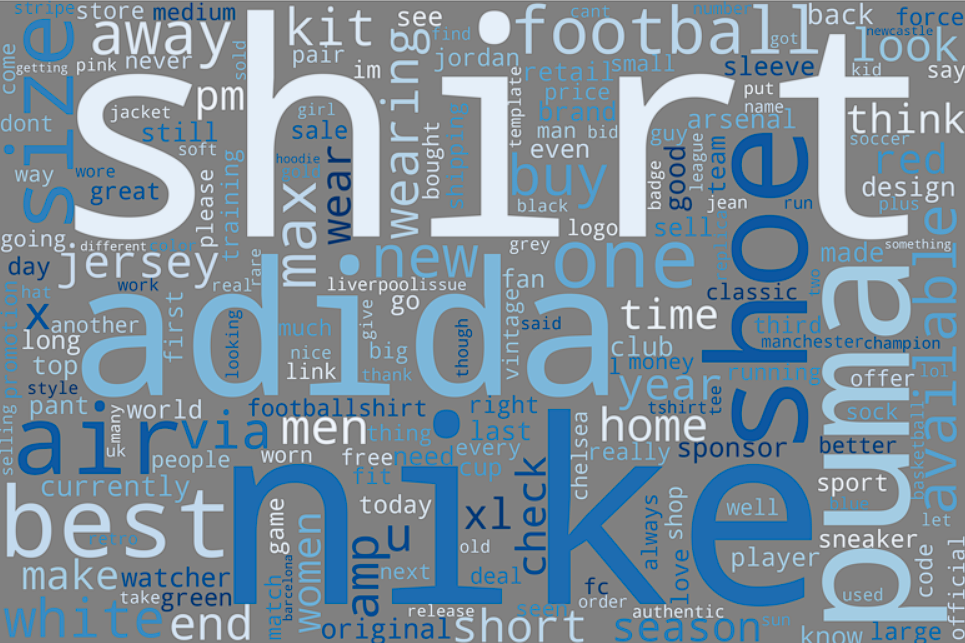 stripe
store
medium
away
kit
see
football
cant
number
back
force
newcastle
come
getting
pink
never
sold
pair
im
find
jordan
got
look
size
shirt
pm
jacket
girl
wearing
retail
small
sleeve
kid
say
template
price
put
name
dont
still
sale
bought
shipping
brand
man
bid
guy
arsenal
think
soft
even
soccer
way
wore
great
please
training
hoodie
max
wear
buy
badge
good
league
team
shoe
red
design
black
jean
run
plus
going
different
color
logo
sell
something
jersey
grey
new
one
made
available
day
work
rare
real
liverpool
issue
fan
classic
two
puma
promotion
hat
x
another
first
adida
looking
much
give
go
though
vintage
said
time
third
long
nice
big
club
manchester
champion
top
link
thank
l
money
running
lol
style
year
offer
pant
world
footballshirt
right
tshirt
tee
sock
basketball
selling
air
many
uk
via
men
thing
last
home
sponsor
better
people
worn
free
need
every
chelsea
really
fit
cup
currently
sport
best
game
today
xl
check
nike
always
shop
well
blue
let
retro
women
u
old
sneaker
player
make
watcher
barcelona
amp
next
deal
love
code
official
take
green
match
fc
order
used
white
end
release
seen
authentic
original
short
season
sun
know
large